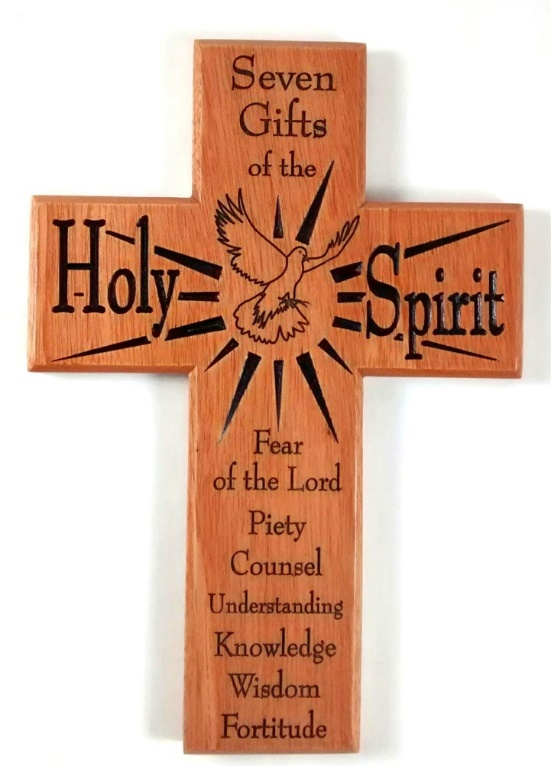 Seven
Gifts
of the
Holy Spirit
Fear
of the Lord
Piety
Counsel
Understanding
Knowledge
Wisdom
Fortitude